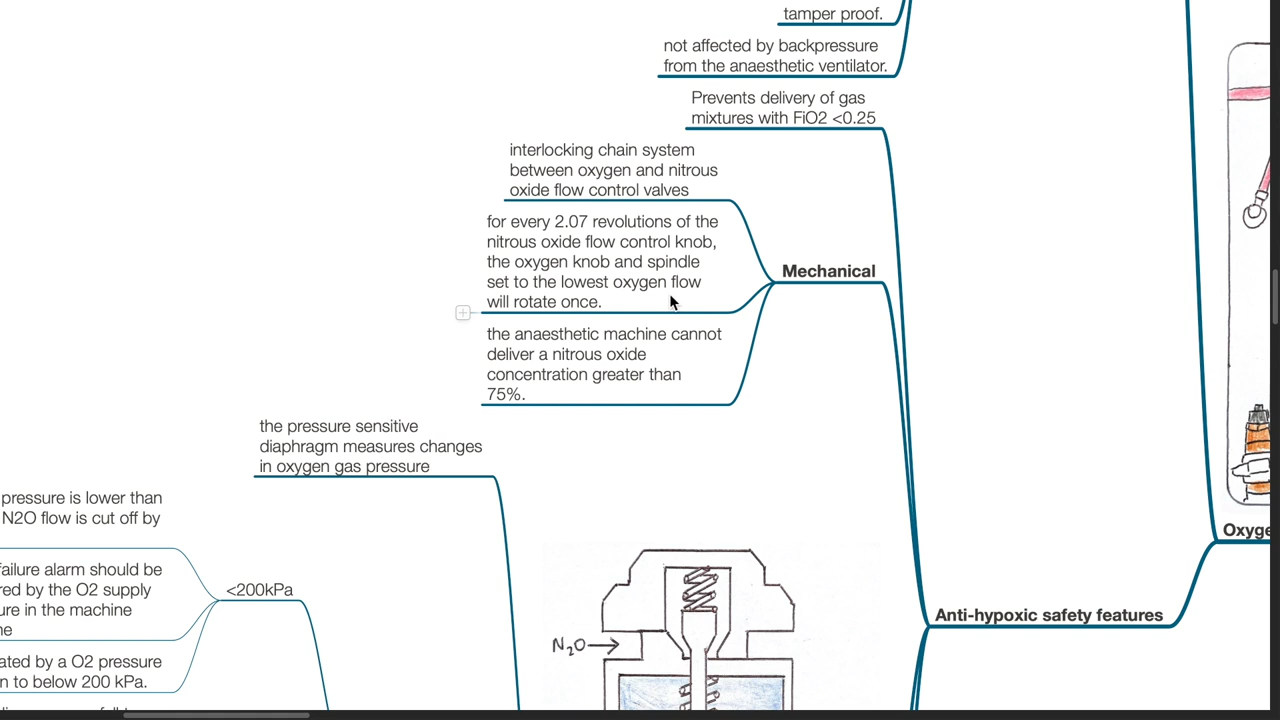 tamper proof.
not affected by backpressure
from the anaesthetic ventilator.
Prevents delivery of gas
mixtures with FiO2 <0.25
interlocking chain system
between oxygen and nitrous
oxide flow control valves
for every 2.07 revolutions of the
nitrous oxide flow control knob,
the oxygen knob and spindle
set to the lowest oxygen flow
will rotate once.
Mechanical
the anaesthetic machine cannot
deliver a nitrous oxide
concentration greater than
75%.
the pressure sensitive
diaphragm measures changes
in oxygen gas pressure
pressure is lower than
N2O flow is cut off by
failure alarm should be
red by the O2 supply
ure in the machine
ne
<200kPa
ated by a O2 pressure
n to below 200 kPa.
N2O
Oxyge
Anti-hypoxic safety features